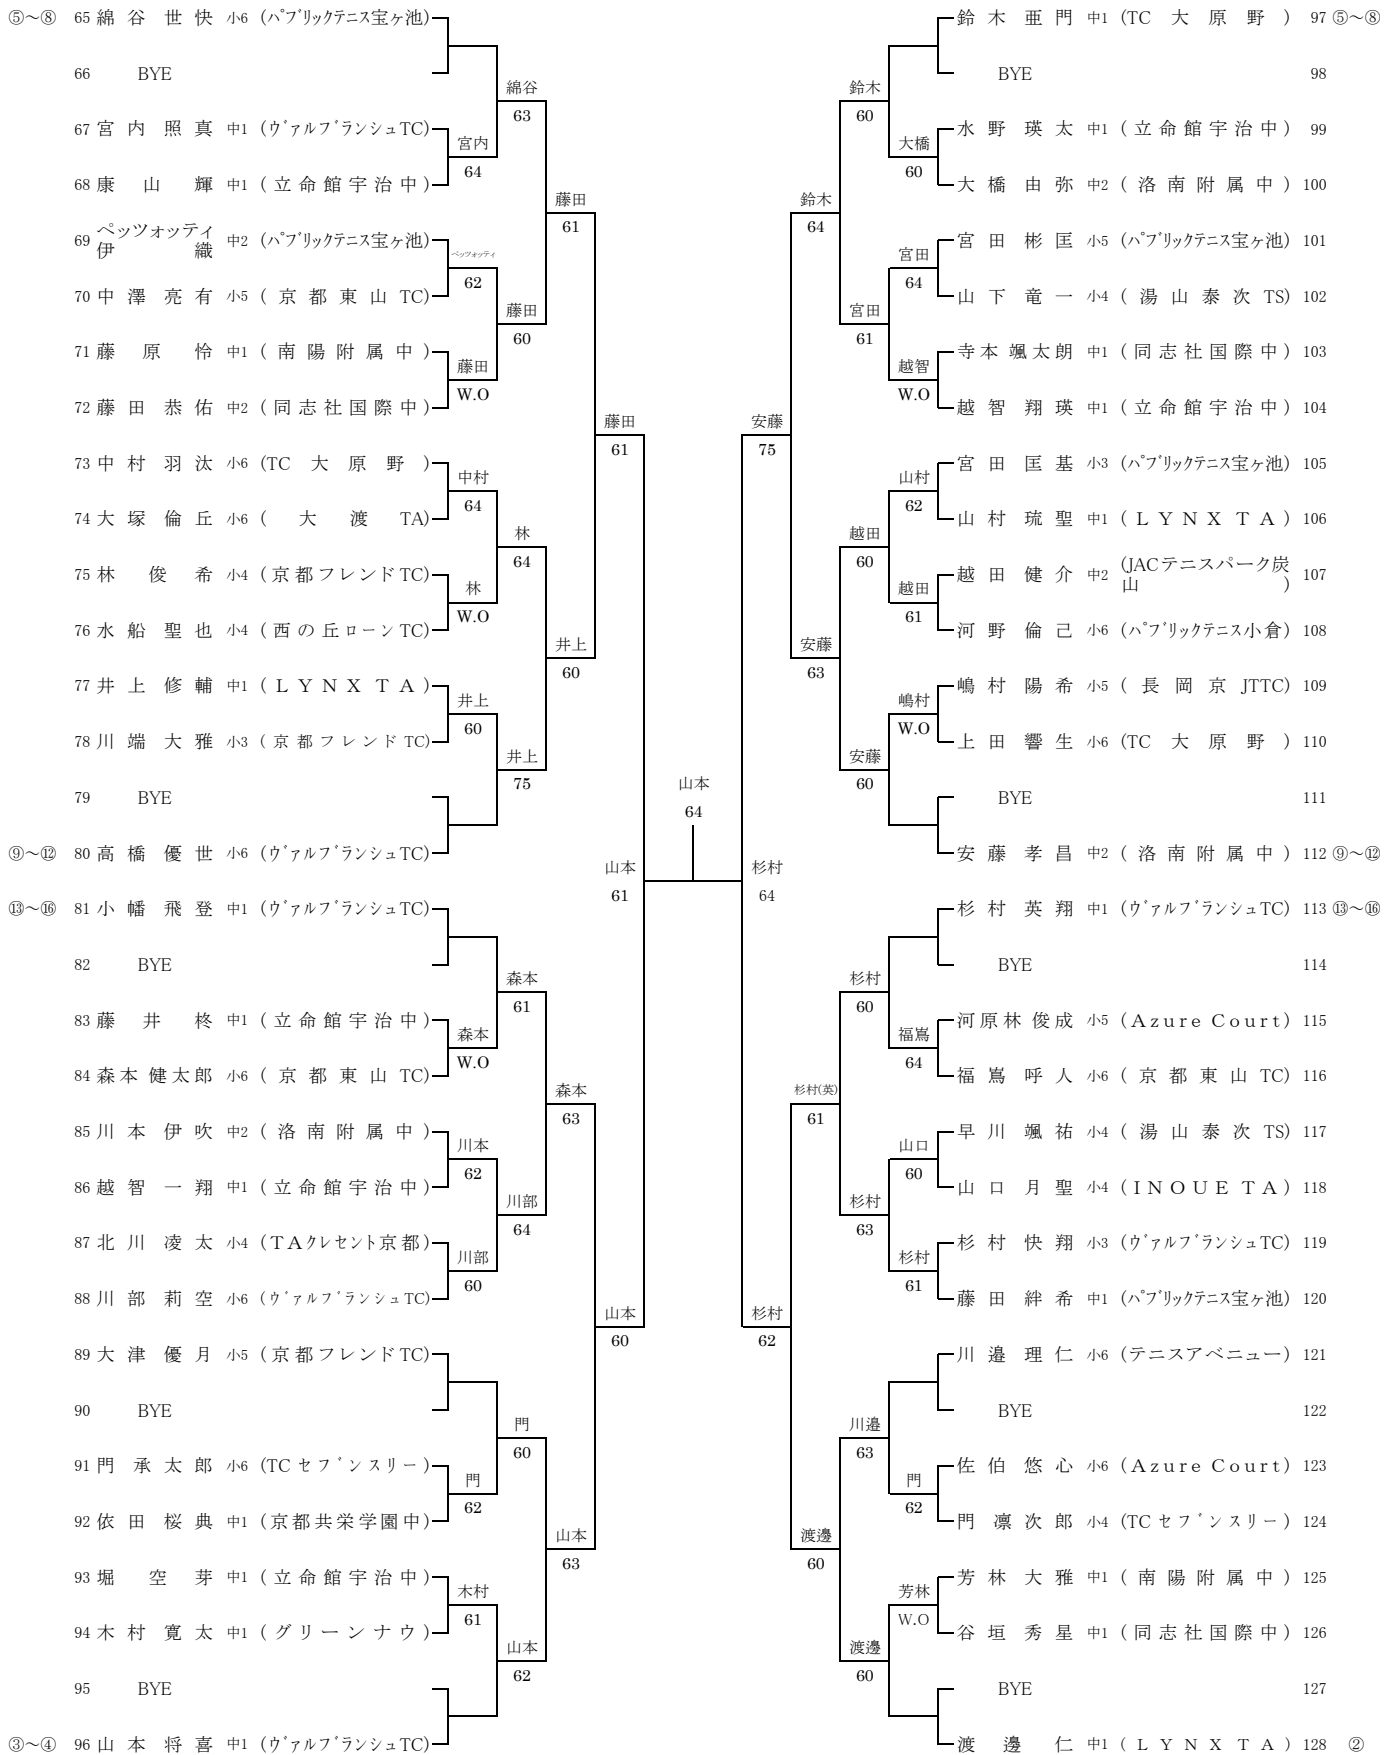 ⑤～⑧ 65 綿谷 世快 小6 (パブリックテニス宝ヶ池)
66 BYE
67 宮内 照真 中1 (ヴァルブランシュTC)
68 康山 輝 中1 (立命館宇治中)
69 ペッツォッティ 伊織 中2 (パブリックテニス宝ヶ池)
70 中澤 亮有 小5 (京都東山TC)
71 藤原 怜 中1 (南陽附属中)
72 藤田 恭佑 中2 (同志社国際中)
73 中村 羽汰 小6 (TC大原野)
74 大塚 倫丘 小6 (大渡TA)
75 林 俊希 小4 (京都フレンドTC)
76 水船 聖也 小4 (西の丘ローンTC)
77 井上 修輔 中1 (LYNX TA)
78 川端 大雅 小3 (京都フレンドTC)
79 BYE
⑨～⑫ 80 高橋 優世 小6 (ヴァルブランシュTC)
⑬～⑯ 81 小幡 飛登 中1 (ヴァルブランシュTC)
82 BYE
83 藤井 柊 中1 (立命館宇治中)
84 森本 健太郎 小6 (京都東山TC)
85 川本 伊吹 中2 (洛南附属中)
86 越智 一翔 中1 (立命館宇治中)
87 北川 凌太 小4 (TAクレセント京都)
88 川部 莉空 小6 (ヴァルブランシュTC)
89 大津 優月 小5 (京都フレンドTC)
90 BYE
91 門 承太郎 小6 (TCセブンスリー)
92 依田 桜典 中1 (京都共栄学園中)
93 堀 空芽 中1 (立命館宇治中)
94 木村 寛太 中1 (グリーンナウ)
95 BYE
③～④ 96 山本 将喜 中1 (ヴァルブランシュTC)
宮内
64
ペッツォッティ
62
藤田
W.O
中村
64
林
W.O
井上
60
森本
W.O
川本
62
川部
60
門
62
木村
61
綿谷
63
藤田
60
林
64
井上
75
森本
61
川部
64
門
60
山本
62
藤田
61
井上
60
森本
63
山本
63
藤田
61
山本
60
山本
61
山本
64
杉村
64
安藤
75
杉村
62
鈴木
64
安藤
63
杉村(英)
61
渡邊
60
鈴木
60
宮田
61
越田
60
安藤
60
杉村
60
杉村
63
川邉
63
渡邊
60
大橋
60
宮田
64
越智
W.O
山村
62
越田
61
嶋村
W.O
福嶌
64
山口
60
杉村
61
門
62
芳林
W.O
鈴木 亜門 中1 (TC大原野) 97 ⑤～⑧
BYE 98
水野 瑛太 中1 (立命館宇治中) 99
大橋 由弥 中2 (洛南附属中) 100
宮田 彬匡 小5 (パブリックテニス宝ヶ池) 101
山下 竜一 小4 (湯山泰次TS) 102
寺本 颯太朗 中1 (同志社国際中) 103
越智 翔瑛 中1 (立命館宇治中) 104
宮田 匡基 小3 (パブリックテニス宝ヶ池) 105
山村 琉聖 中1 (LYNX TA) 106
越田 健介 中2 (JACテニスパーク炭山) 107
河野 倫己 小6 (パブリックテニス小倉) 108
嶋村 陽希 小5 (長岡京JTTC) 109
上田 響生 小6 (TC大原野) 110
BYE 111
安藤 孝昌 中2 (洛南附属中) 112 ⑨～⑫
杉村 英翔 中1 (ヴァルブランシュTC) 113 ⑬～⑯
BYE 114
河原林 俊成 小5 (Azure Court) 115
福嶌 呼人 小6 (京都東山TC) 116
早川 颯祐 小4 (湯山泰次TS) 117
山口 月聖 小4 (INOUE TA) 118
杉村 快翔 小3 (ヴァルブランシュTC) 119
藤田 絆希 中1 (パブリックテニス宝ヶ池) 120
川邉 理仁 小6 (テニスアベニュー) 121
BYE 122
佐伯 悠心 小6 (Azure Court) 123
門 凛次郎 小4 (TCセブンスリー) 124
芳林 大雅 中1 (南陽附属中) 125
谷垣 秀星 中1 (同志社国際中) 126
BYE 127
渡邊 仁 中1 (LYNX TA) 128 ②